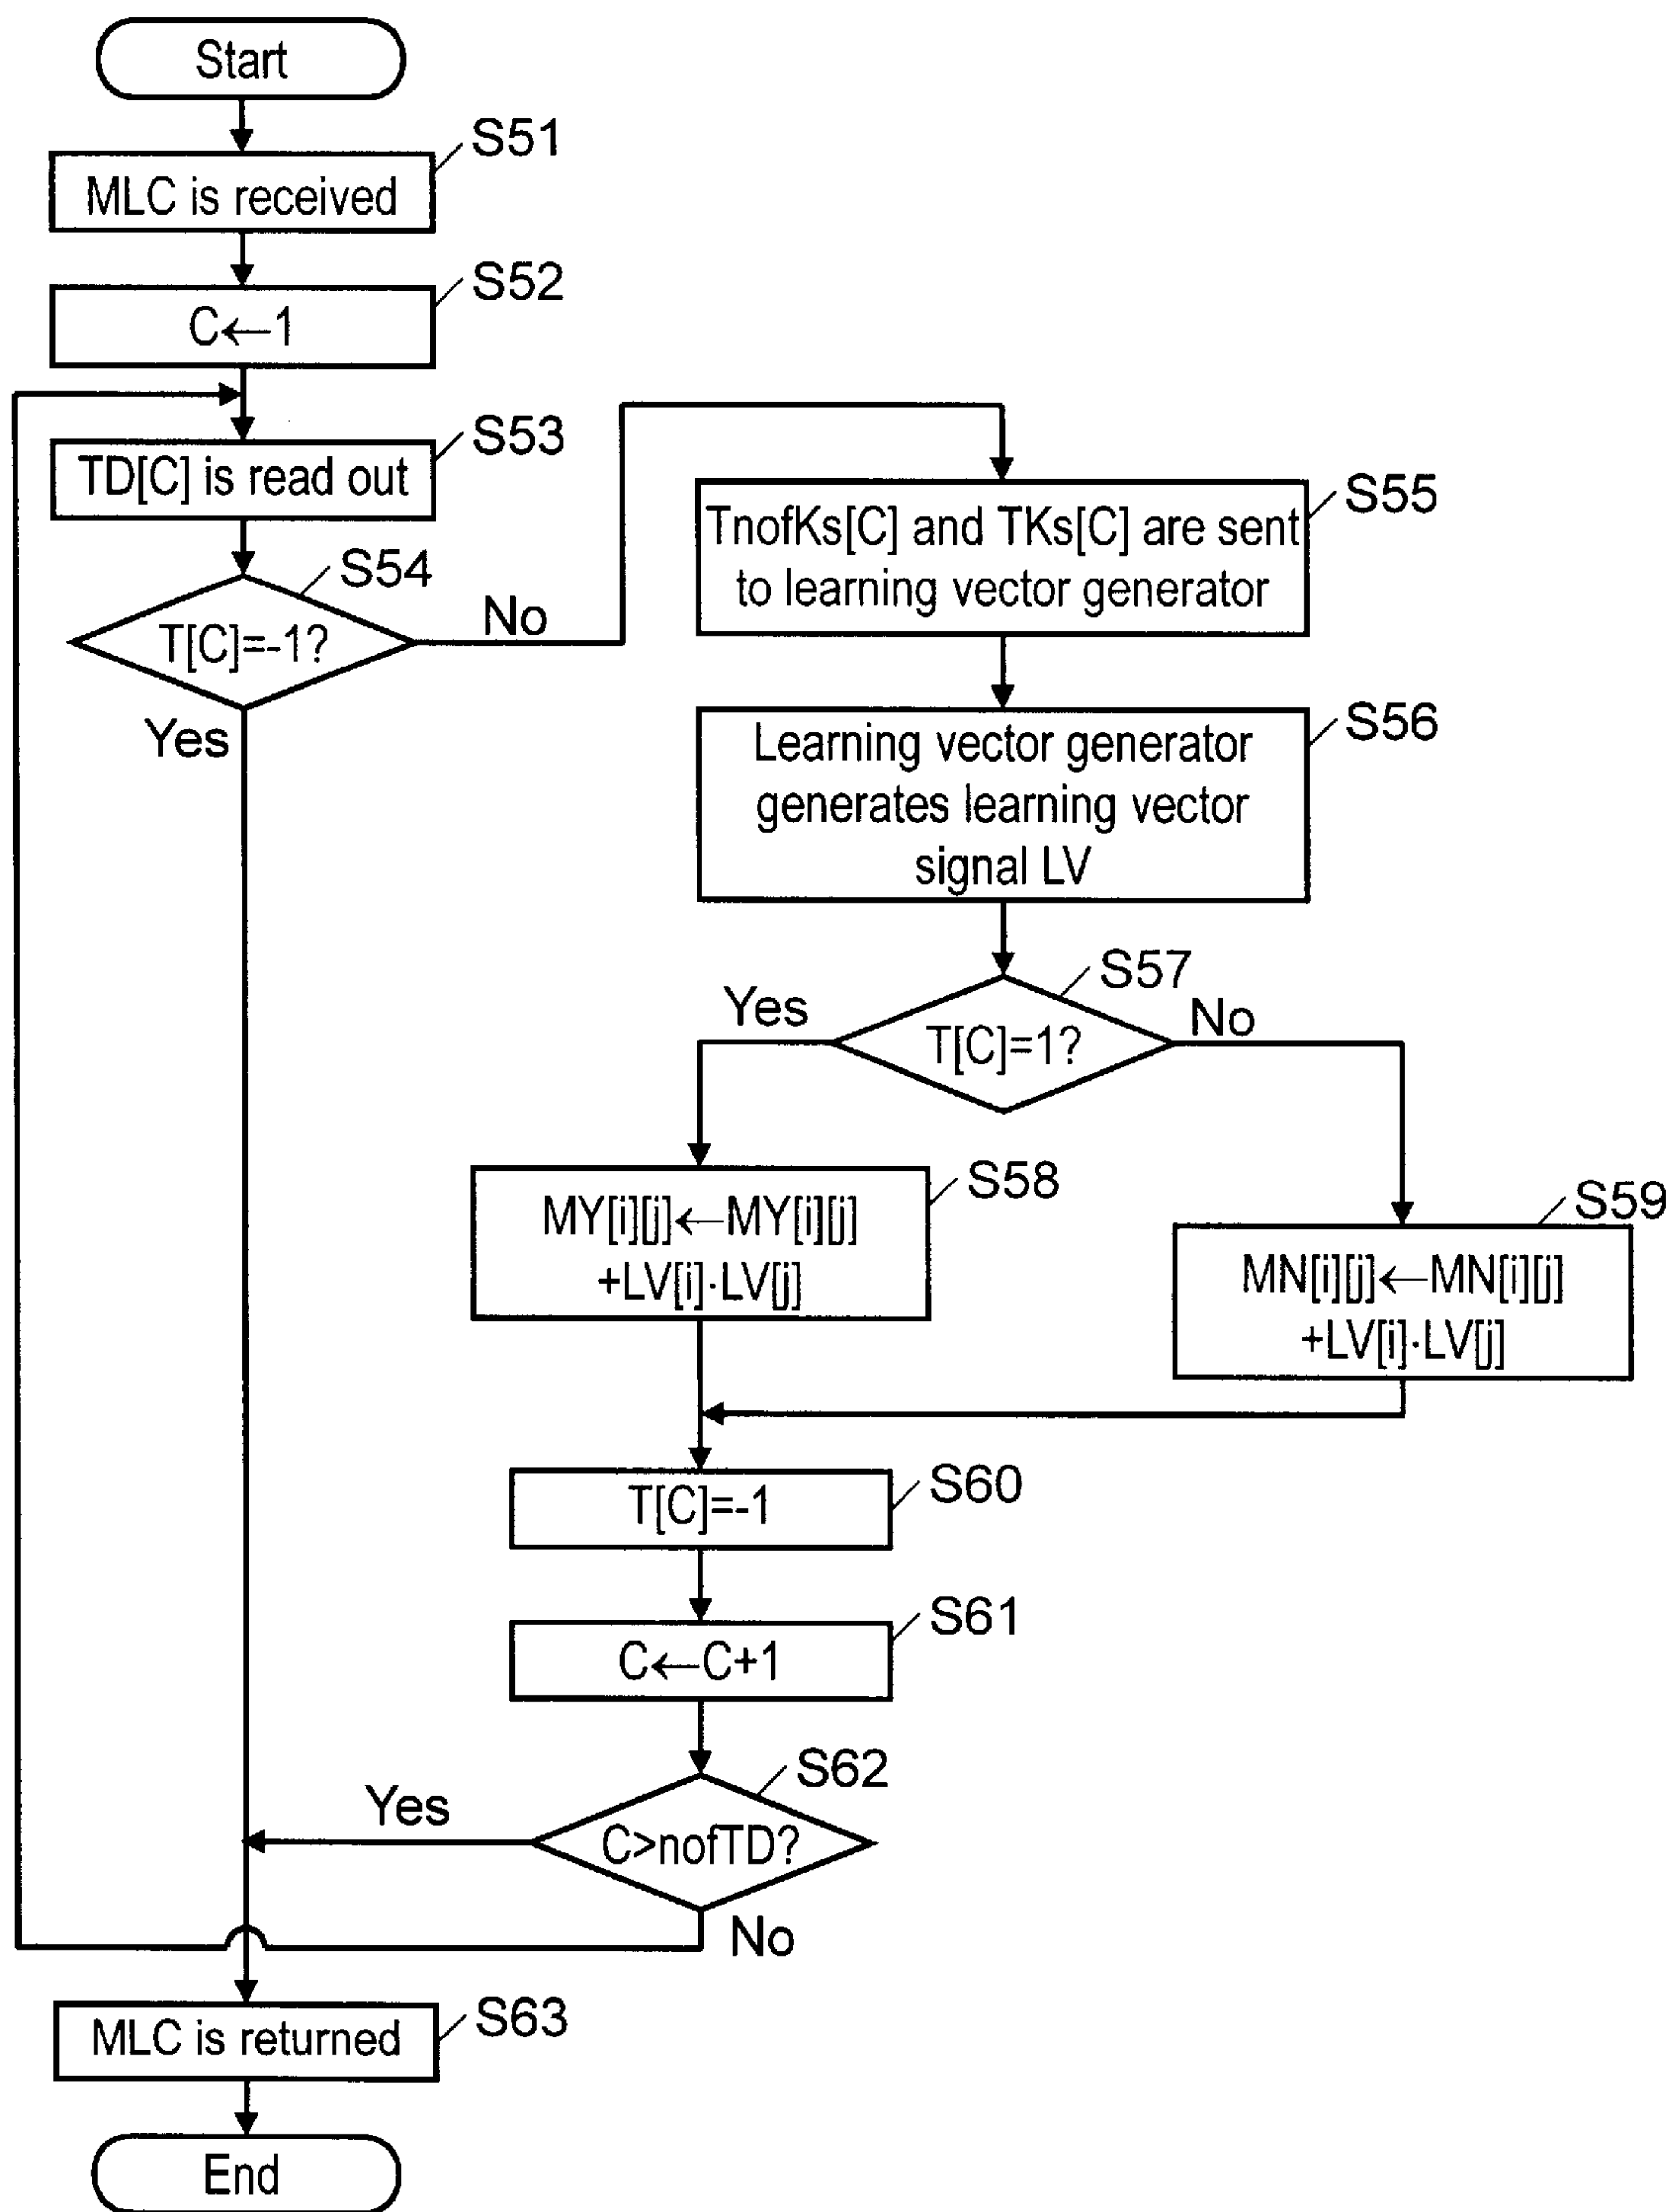 Start
S51
MLC is received
S52
C←1
S53
TD[C] is read out
S54
T[C]=-1?
No
Yes
S55
TnofKs[C] and TKs[C] are sent
to learning vector generator
S56
Learning vector generator
generates learning vector
signal LV
S57
T[C]=1?
Yes
No
S58
MY[i][j]←MY[i][j]
+LV[i]·LV[j]
S59
MN[i][j]←MN[i][j]
+LV[i]·LV[j]
S60
T[C]=-1
S61
C←C+1
S62
C>nofTD?
Yes
No
S63
MLC is returned
End